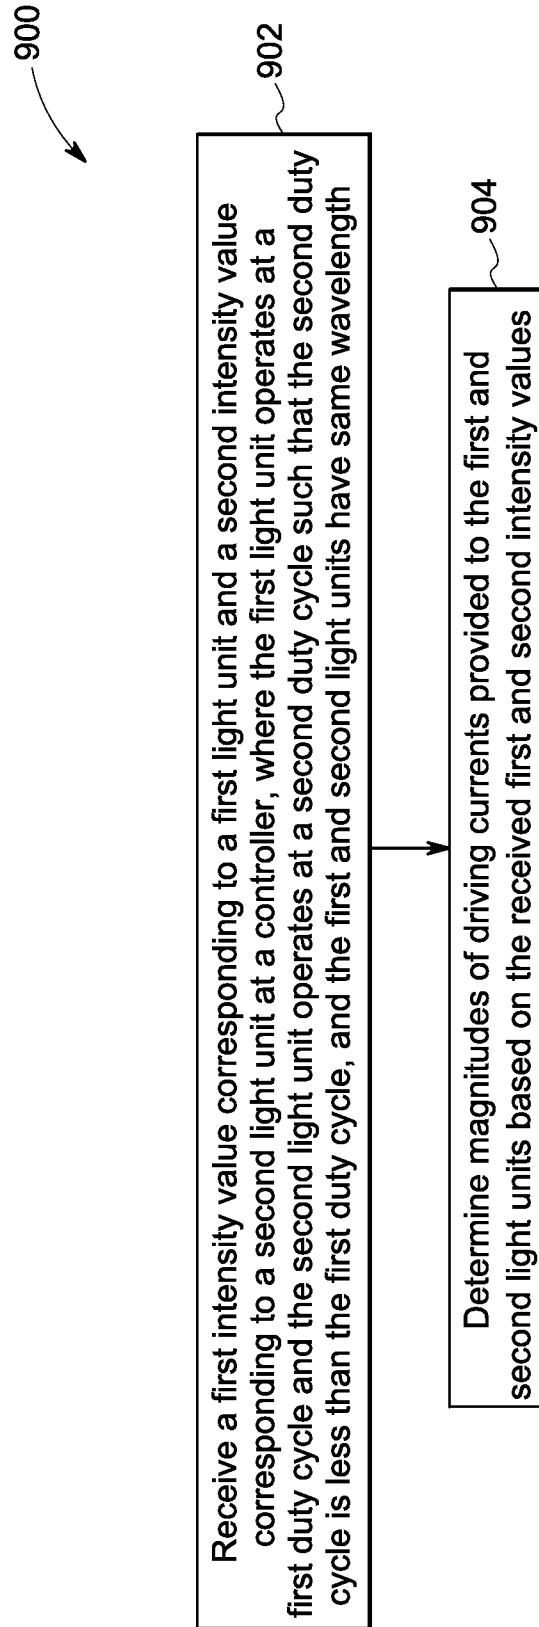 900
902
Receive a first intensity value corresponding to a first light unit and a second intensity value
corresponding to a second light unit at a controller, where the first light unit operates at a
first duty cycle and the second light unit operates at a second duty cycle such that the second duty
cycle is less than the first duty cycle, and the first and second light units have same wavelength
904
Determine magnitudes of driving currents provided to the first and
second light units based on the received first and second intensity values